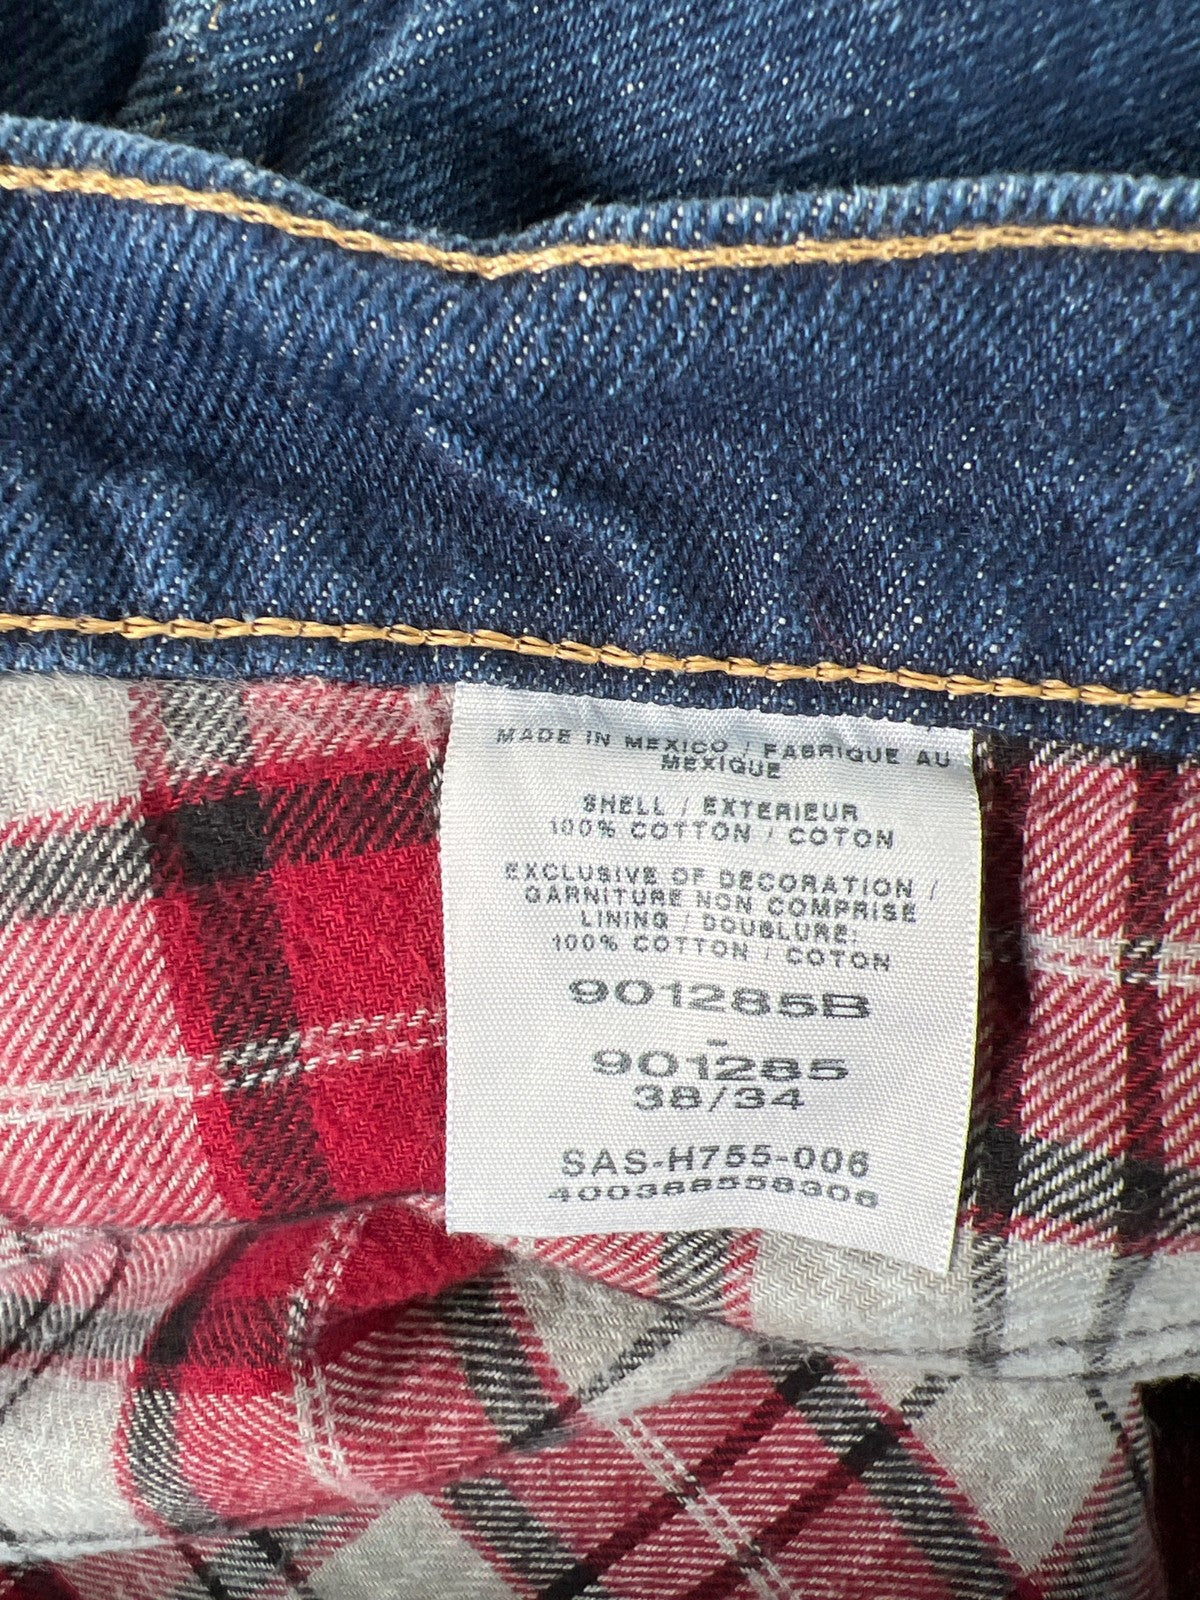 MADE IN MEXICO / FABRIQUE AU
MEXIQUE
SHELL / EXTERIEUR
100% COTTON / COTON
EXCLUSIVE OF DECORATION /
GARNITURE NON COMPRISE
LINING / DOUBLURE:
100% COTTON / COTON
901285B
-
901285
38/34
SAS-H755-006
400388558308